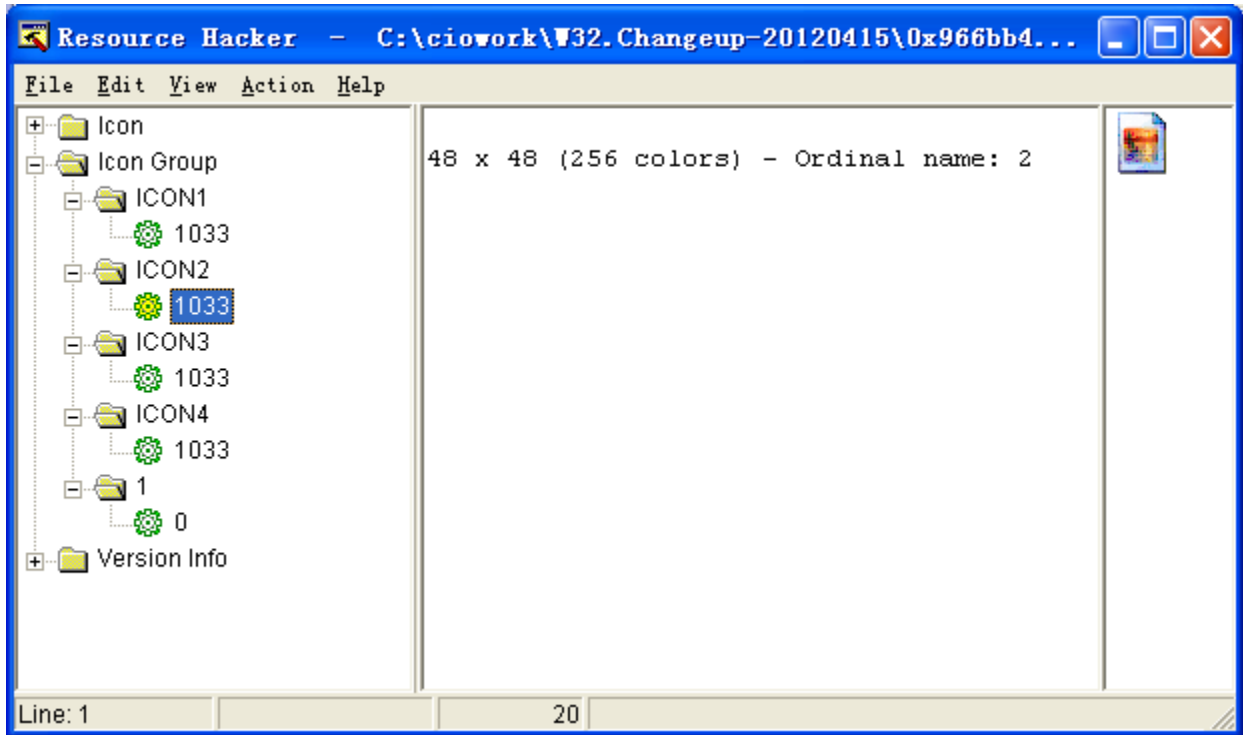 Resource Hacker - C:\ciowork\W32.Changeup-20120415\0x966bb4...
File Edit View Action Help
Icon
Icon Group
ICON1
1033
ICON2
1033
ICON3
1033
ICON4
1033
1
0
Version Info
48 x 48 (256 colors) - Ordinal name: 2
Line: 1 20